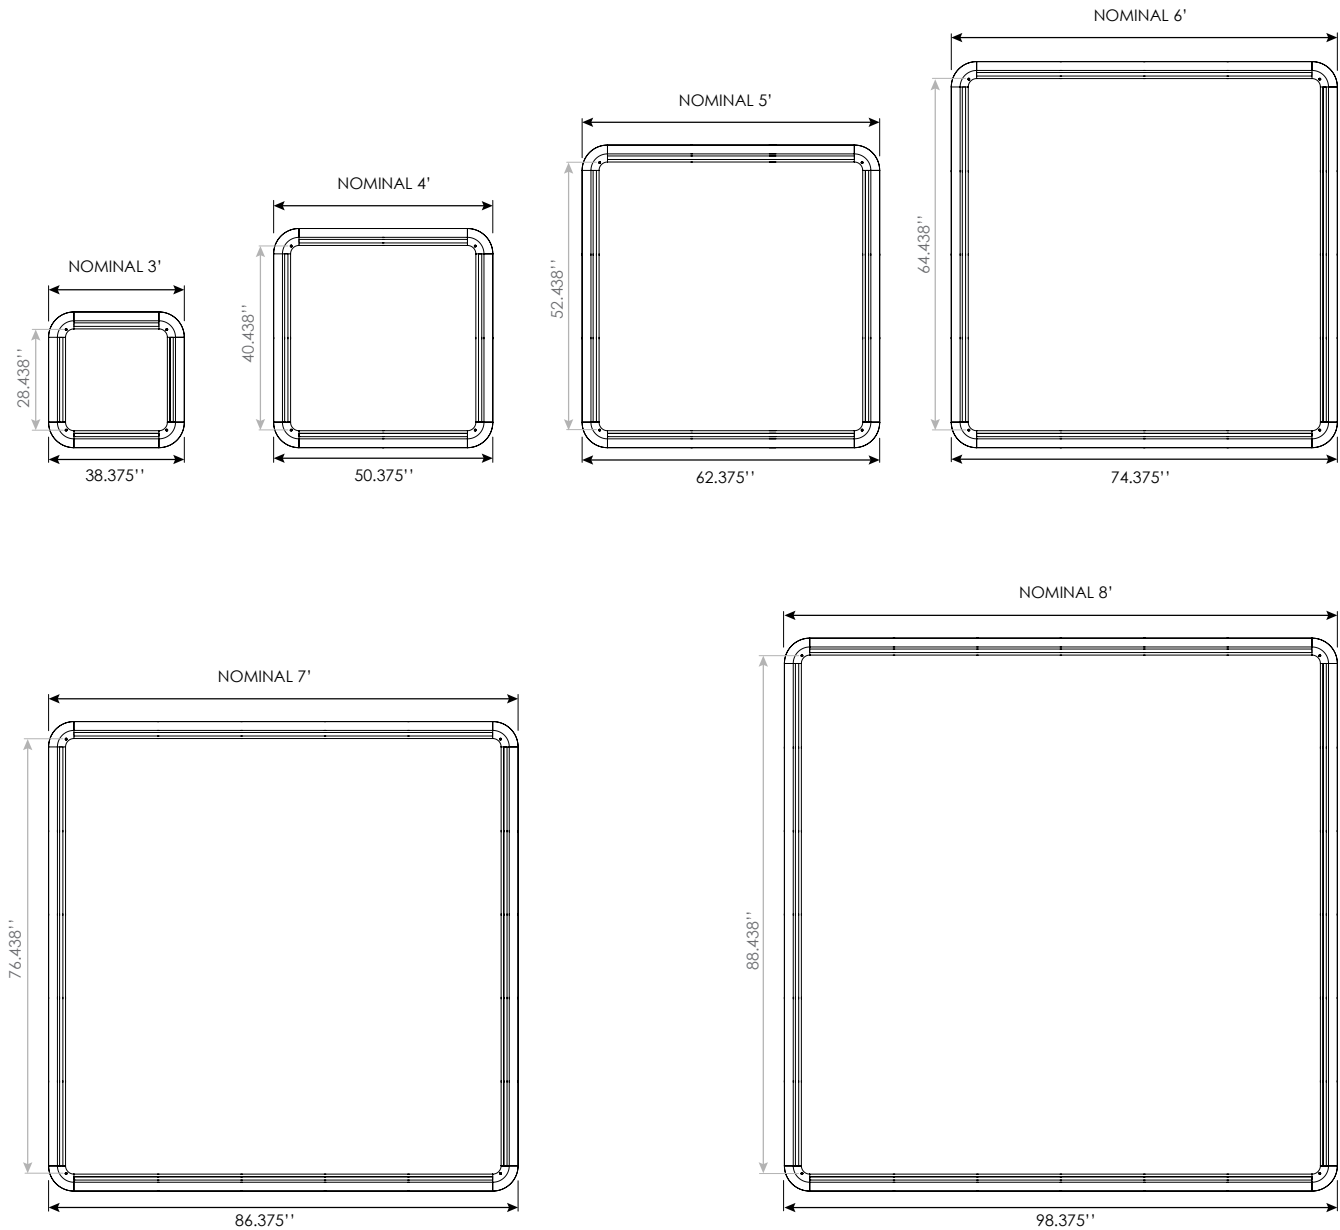 NOMINAL 3’
28.438’’
38.375’’
NOMINAL 4’
40.438’’
50.375’’
NOMINAL 5’
52.438’’
62.375’’
NOMINAL 6’
64.438’’
74.375’’
NOMINAL 7’
76.438’’
86.375’’
NOMINAL 8’
88.438’’
98.375’’